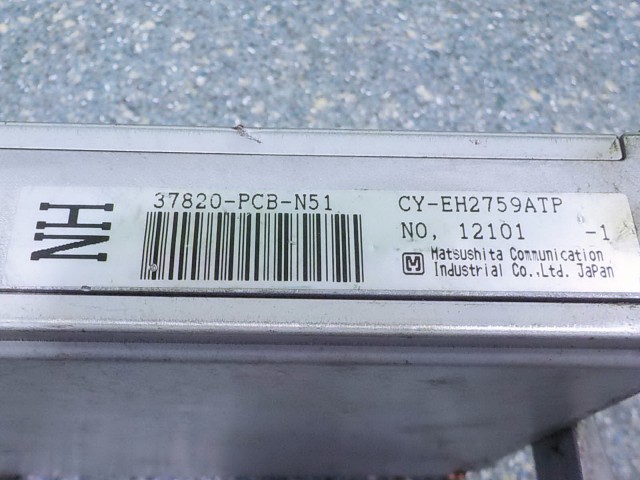 NH
37820-PCB-N51
CY-EH2759ATP
NO, 12101 -1
M Matsushita Communication
Industrial Co.,Ltd. JaPan